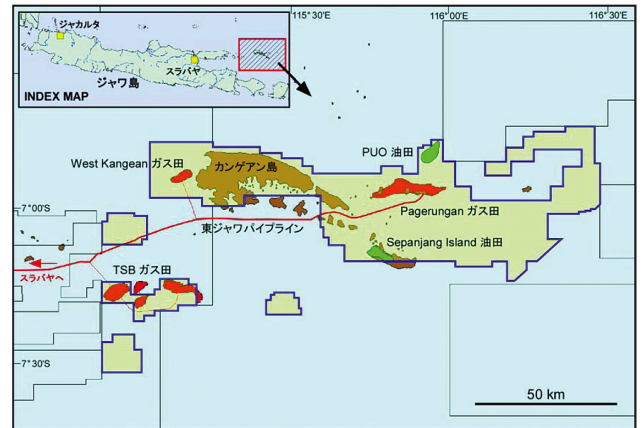 115°30'E
116°00'E
116°30'E
ジャカルタ
スラバヤ
ジャワ島
INDEX MAP
PUO 油田
West Kangean ガス田
カンゲアン島
Pagerungan ガス田
7°00'S
東ジャワパイプライン
Sepanjang Island 油田
スラバヤへ
TSB ガス田
7°30'S
50 km